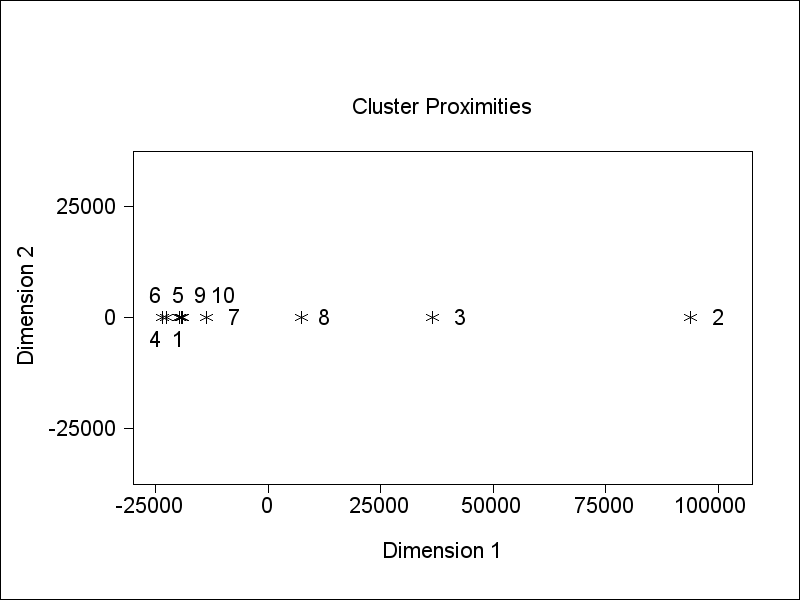 Cluster Proximities
25000
6 5 9 10
0
7 8 3 2
4 1
-25000
Dimension 2
-25000 0 25000 50000 75000 100000
Dimension 1